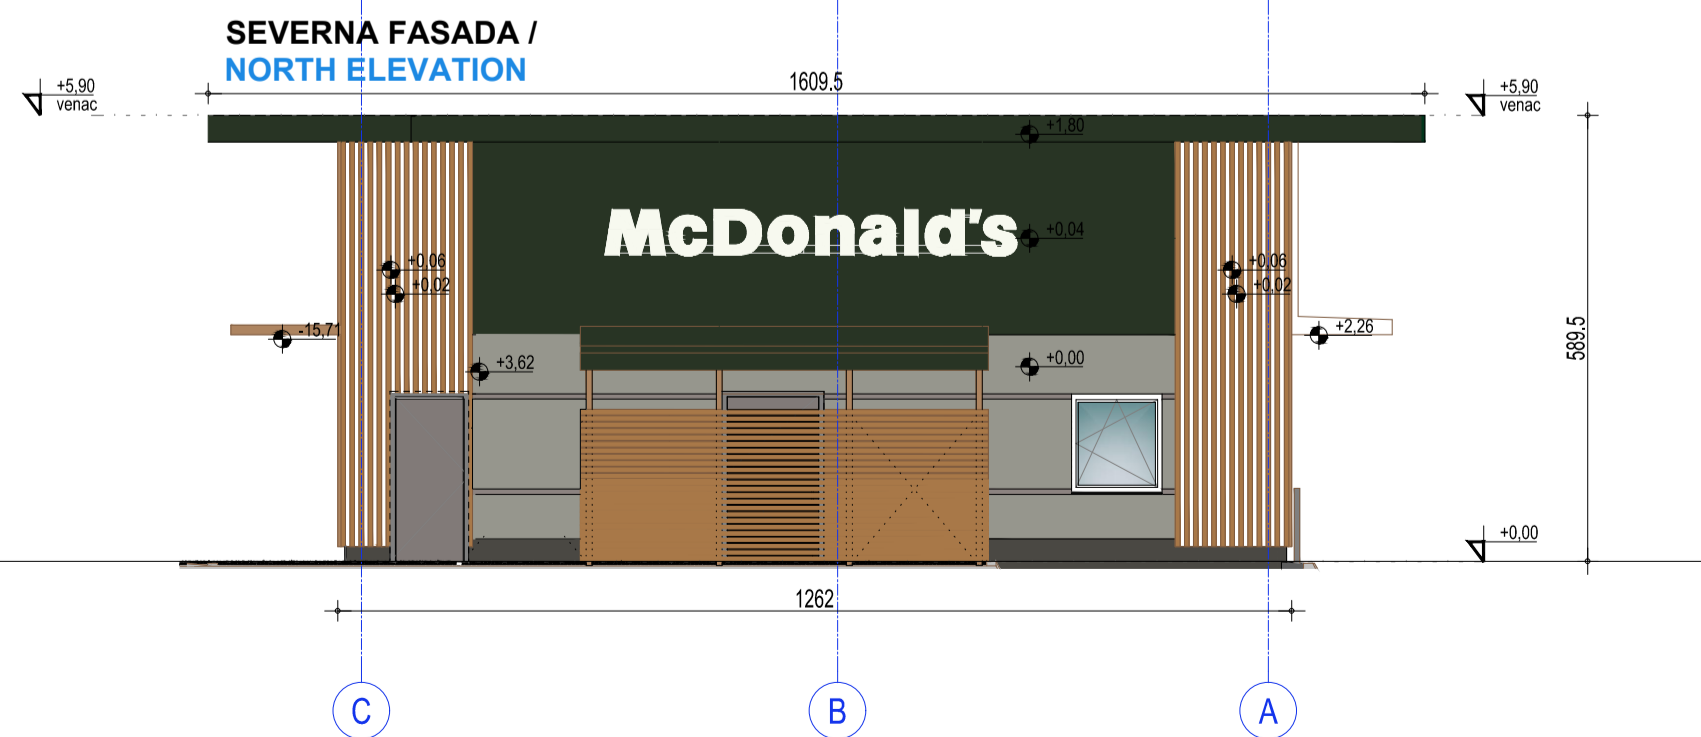 SEVERNA FASADA /
NORTH ELEVATION
+5,90
venac
1609.5
+5,90
venac
+1,80
McDonald's
+0,04
+0,06
+0,02
+0,06
+0,02
-15,71
+2,26
589.5
+3,62
+0,00
+0,00
1262
C
B
A